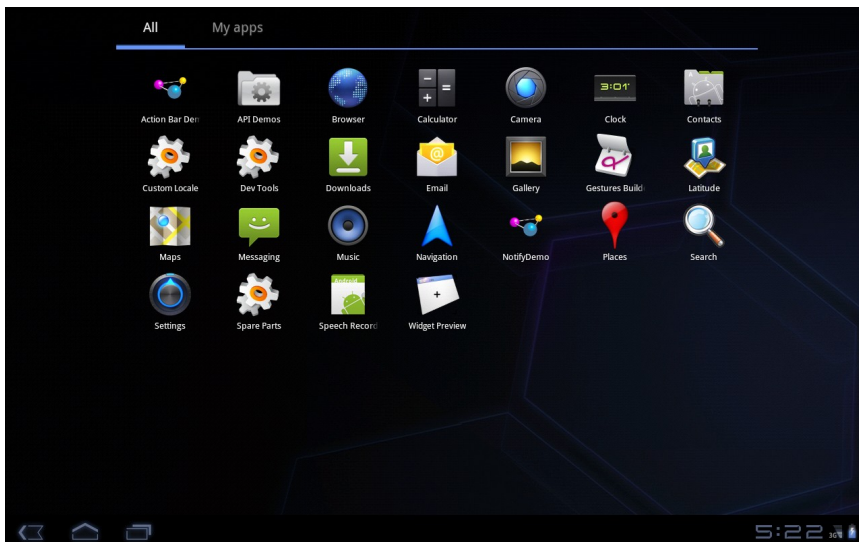 All My apps
Action Bar Den API Demos Browser Calculator Camera Clock Contacts
Custom Locale Dev Tools Downloads Email Gallery Gestures Build Latitude
Maps Messaging Music Navigation NotifyDemo Places Search
Settings Spare Parts Speech Record Widget Preview
5:22 3G